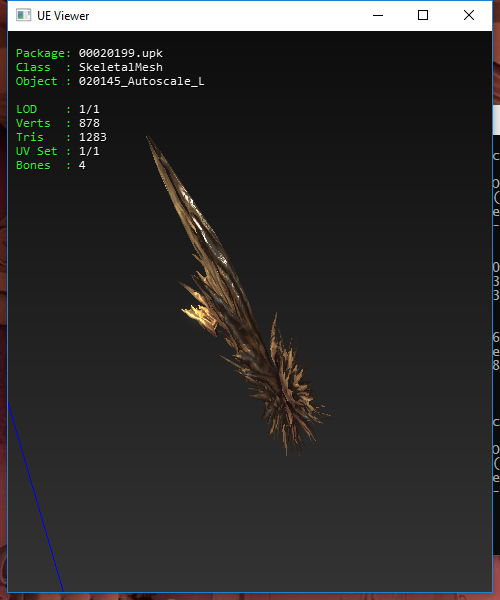 UE Viewer
Package: 00020199.upk
Class : SkeletalMesh
Object : 020145_Autoscale_L
LOD : 1/1
Verts : 878
Tris : 1283
UV Set : 1/1
Bones : 4